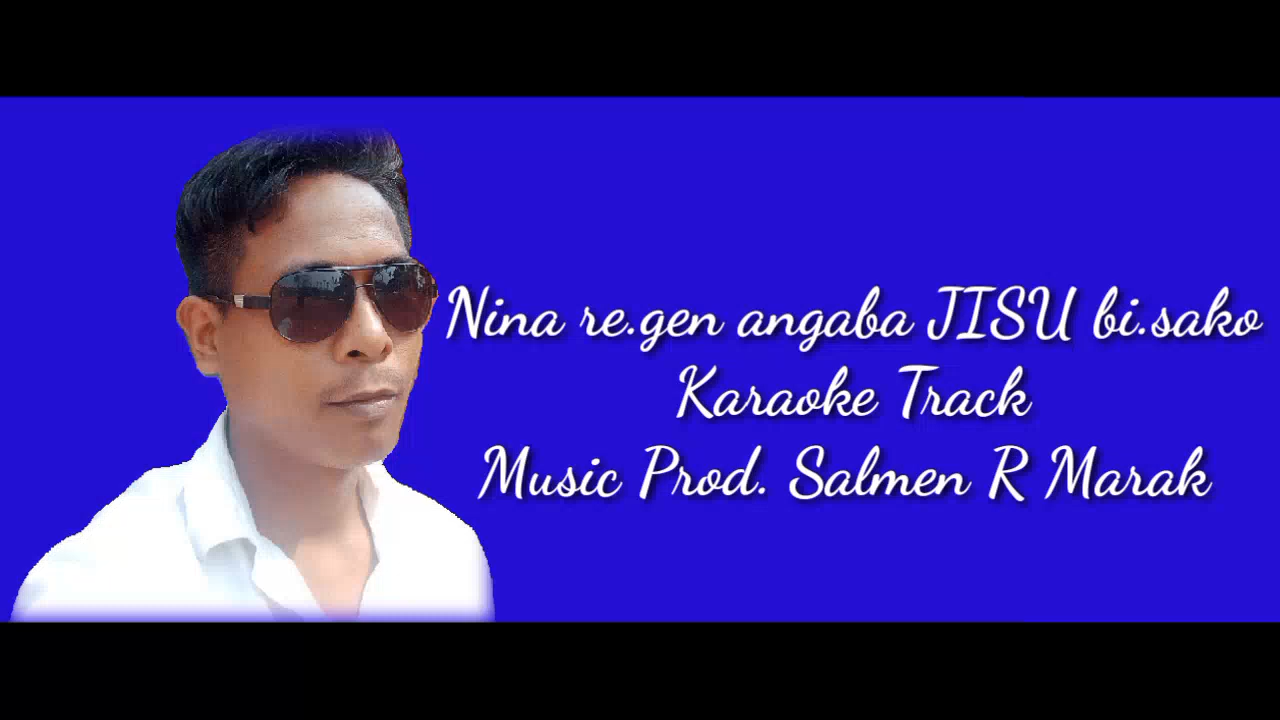 Nina re.gen angaba JISU bi.sako
Karaoke Track
Music Prod. Salmen R Marak